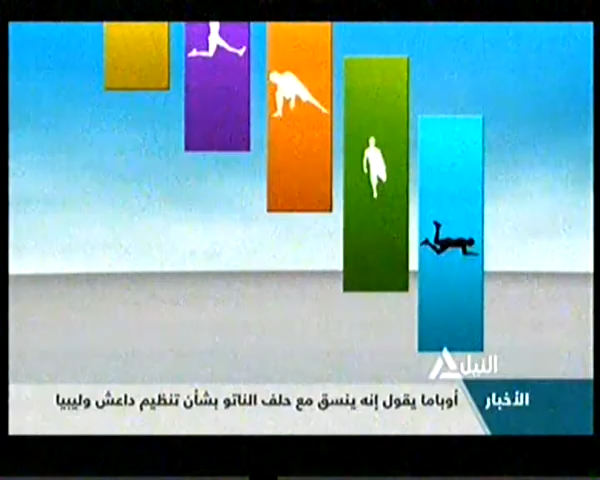 النيل
الأخبار
أوباما يقول إنه ينسق مع حلف الناتو بشأن تنظيم داعش وليبيا